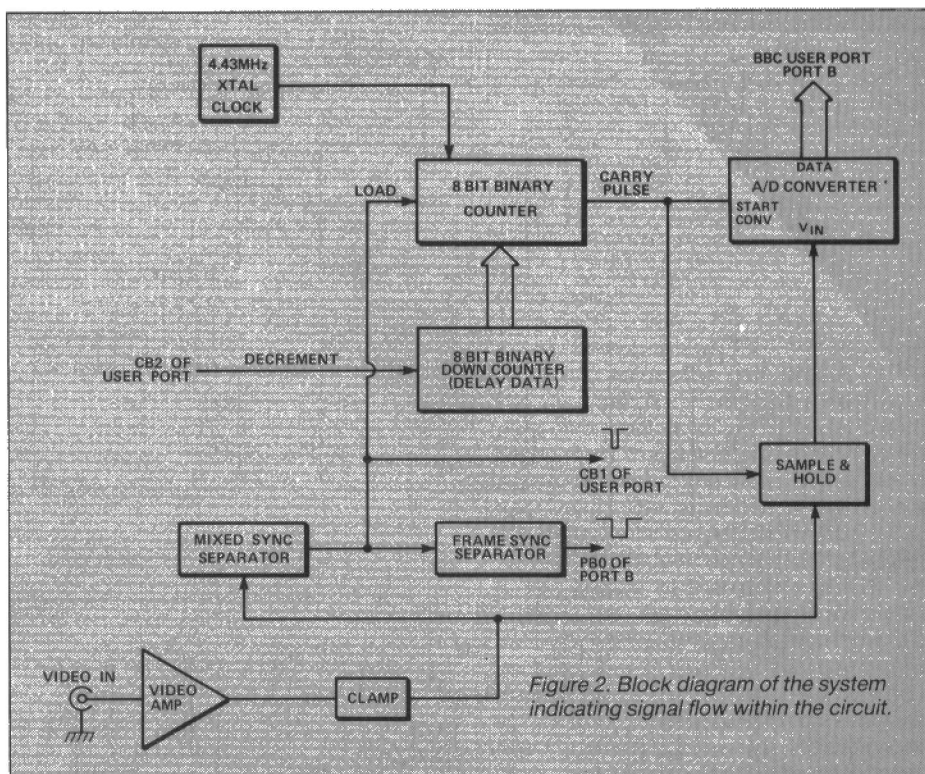 4.43MHz
XTAL
CLOCK
BBC USER PORT
PORT B
LOAD
8 BIT BINARY
COUNTER
CARRY
PULSE
DATA
A/D CONVERTER
START
CONV
VIN
CB2 OF
USER PORT
DECREMENT
8 BIT BINARY
DOWN COUNTER
(DELAY DATA)
CB1 OF
USER PORT
SAMPLE &
HOLD
MIXED SYNC
SEPARATOR
FRAME SYNC
SEPARATOR
PB0 OF
PORT B
VIDEO IN
VIDEO
AMP
CLAMP
Figure 2. Block diagram of the system
indicating signal flow within the circuit.